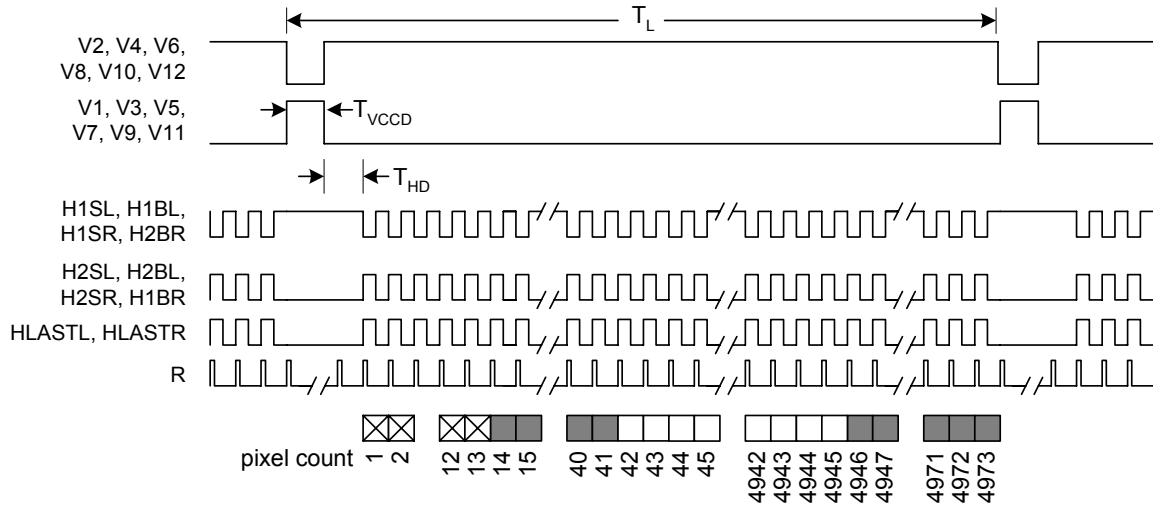 T_L
V2, V4, V6,
V8, V10, V12
V1, V3, V5,
V7, V9, V11
T_VCCD
T_HD
H1SL, H1BL,
H1SR, H2BR
H2SL, H2BL,
H2SR, H1BR
HLASTL, HLASTR
R
pixel count 1 2 12 13 14 15 40 41 42 43 44 45 4942 4943 4944 4945 4946 4947 4971 4972 4973